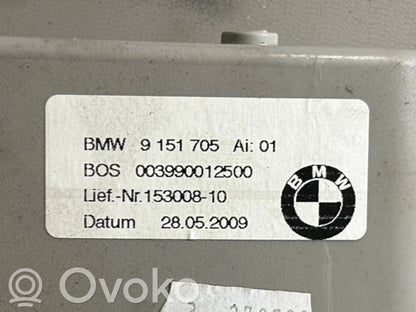 BMW 9 151 705 Ai: 01
BOS 003990012500
Lief.-Nr.153008-10
Datum 28.05.2009
BMW
Ovoko